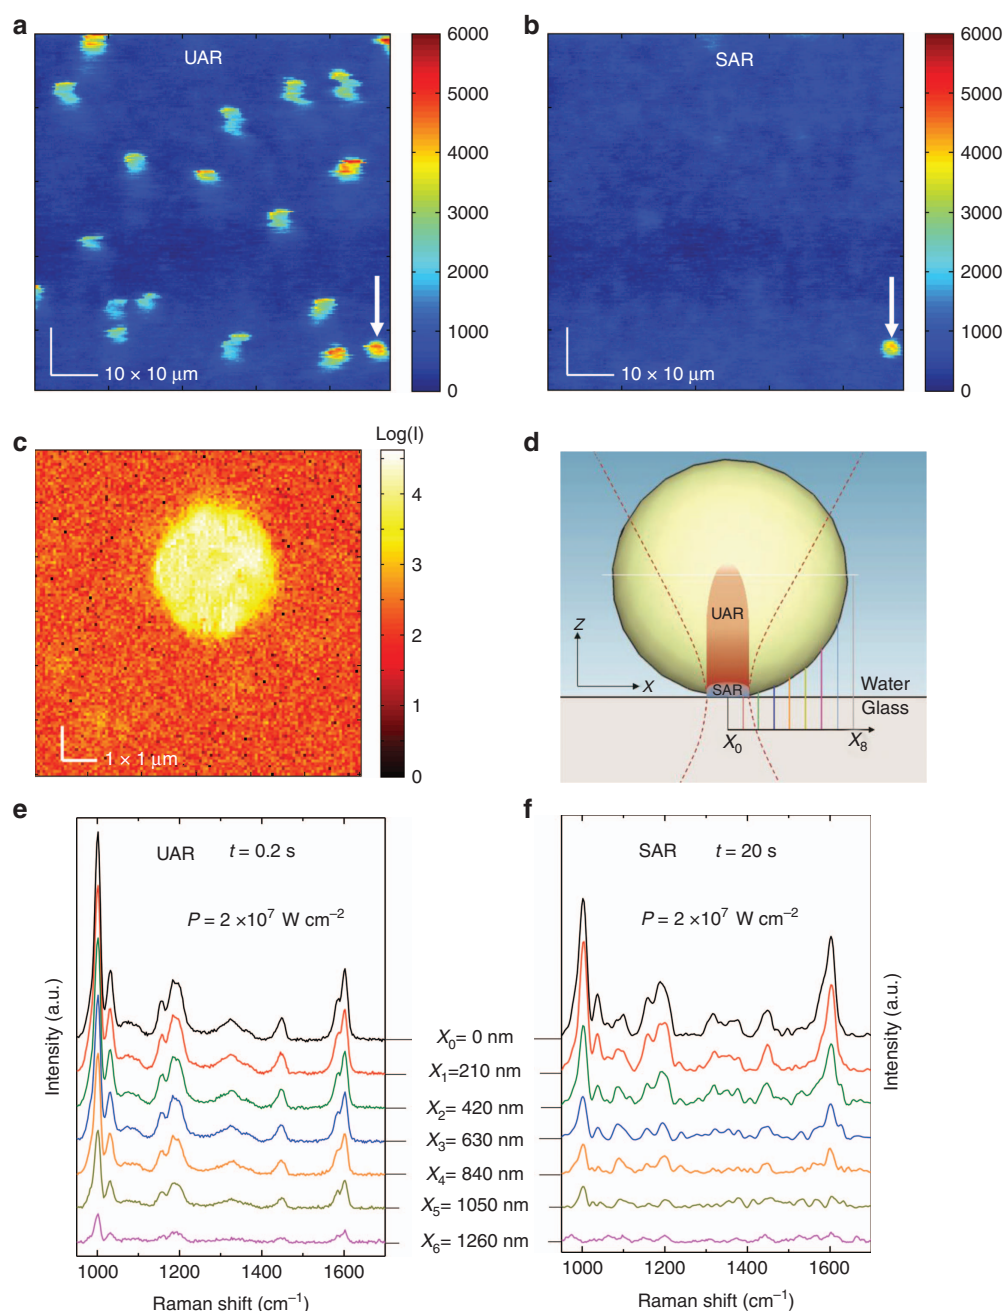 a
UAR
6000
5000
4000
3000
2000
1000
0
10 × 10 μm
b
SAR
6000
5000
4000
3000
2000
1000
0
10 × 10 μm
c
Log(I)
4
3
2
1
0
1 × 1 μm
d
UAR
SAR
Z
X
Water
Glass
X₀
X₈
e
UAR t = 0.2 s
P = 2 ×10⁷ W cm⁻²
Intensity (a.u.)
1000 1200 1400 1600
Raman shift (cm⁻¹)
X₀= 0 nm
X₁=210 nm
X₂= 420 nm
X₃= 630 nm
X₄= 840 nm
X₅= 1050 nm
X₆= 1260 nm
f
SAR t = 20 s
P = 2 ×10⁷ W cm⁻²
Intensity (a.u.)
1000 1200 1400 1600
Raman shift (cm⁻¹)